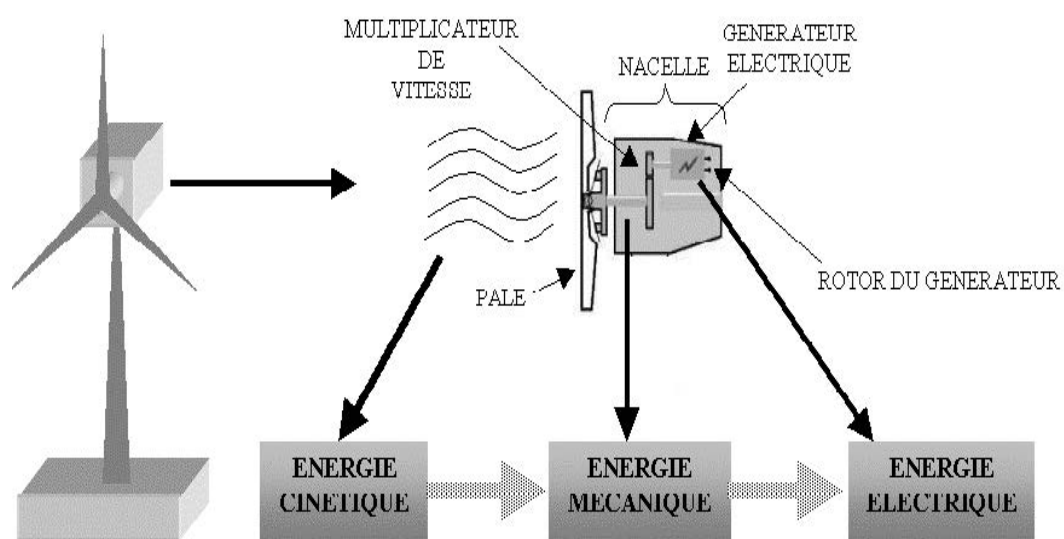 MULTIPLICATEUR
DE
VITESSE
NACELLE
GENERATEUR
ELECTRIQUE
PALE
ROTOR DU GENERATEUR
ENERGIE
CINETIQUE
ENERGIE
MECANIQUE
ENERGIE
ELECTRIQUE